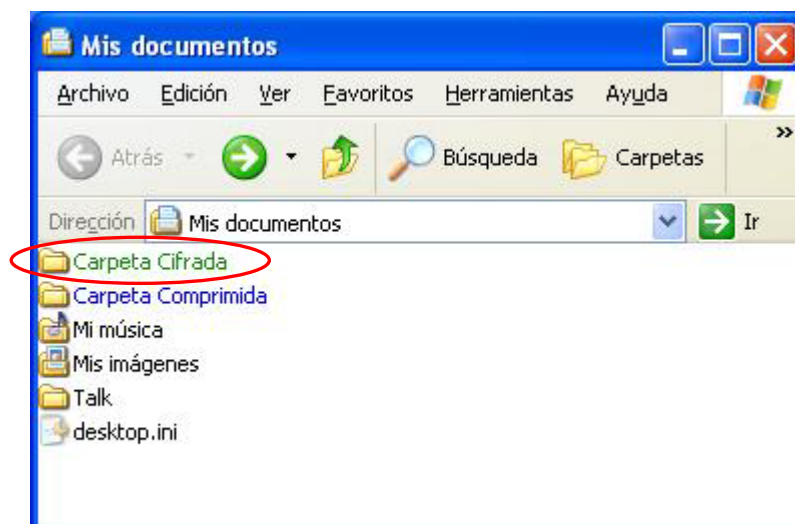 Mis documentos
Archivo Edición Ver Favoritos Herramientas Ayuda
Atrás Búsqueda Carpetas »
Dirección Mis documentos Ir
Carpeta Cifrada
Carpeta Comprimida
Mi música
Mis imágenes
Talk
desktop.ini